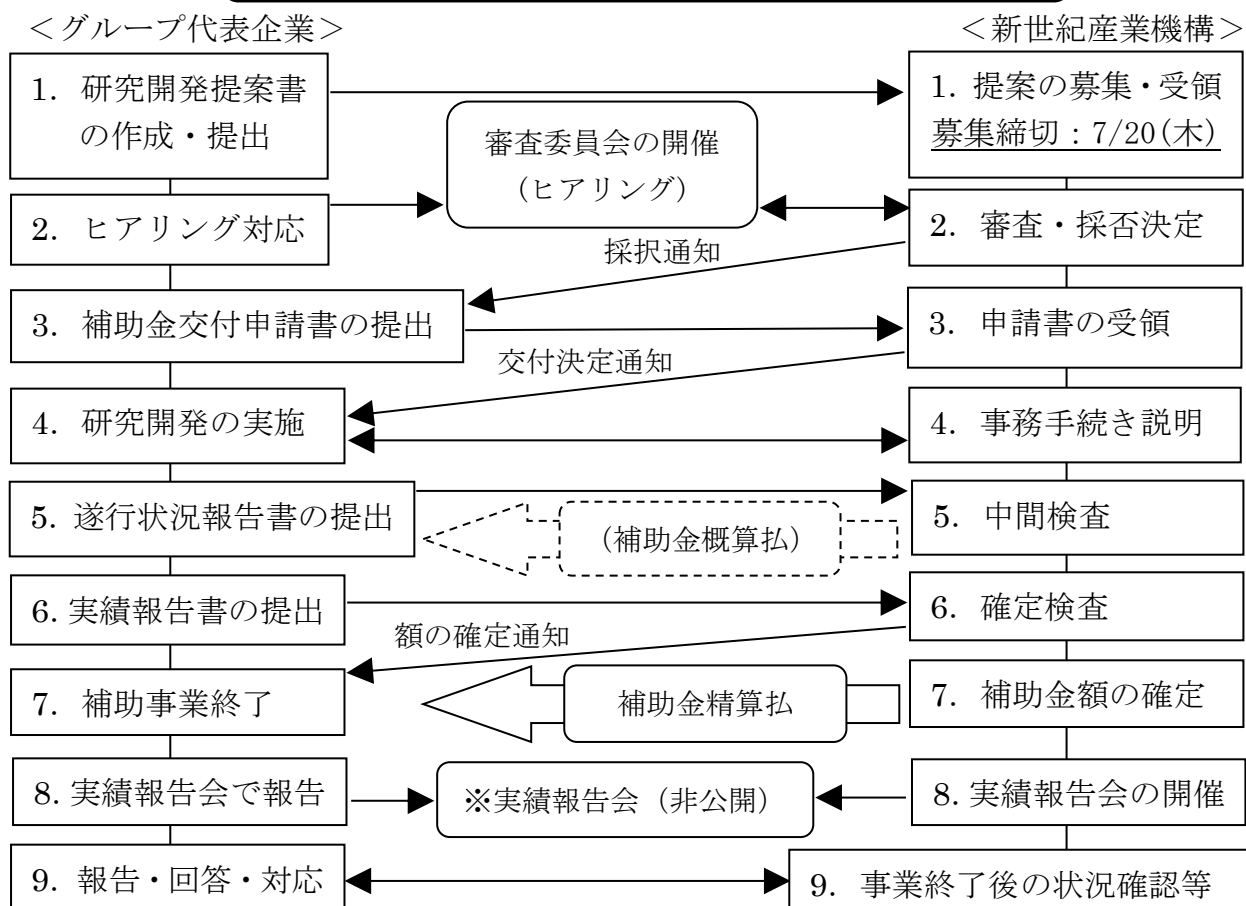 ＜グループ代表企業＞
＜新世紀産業機構＞
1. 研究開発提案書
の作成・提出
1. 提案の募集・受領
募集締切：7/20(木)
審査委員会の開催
（ヒアリング）
2. ヒアリング対応
2. 審査・採否決定
採択通知
3. 補助金交付申請書の提出
3. 申請書の受領
交付決定通知
4. 研究開発の実施
4. 事務手続き説明
5. 遂行状況報告書の提出
(補助金概算払)
5. 中間検査
6. 実績報告書の提出
6. 確定検査
額の確定通知
7. 補助事業終了
補助金精算払
7. 補助金額の確定
8. 実績報告会で報告
※実績報告会（非公開）
8. 実績報告会の開催
9. 報告・回答・対応
9. 事業終了後の状況確認等